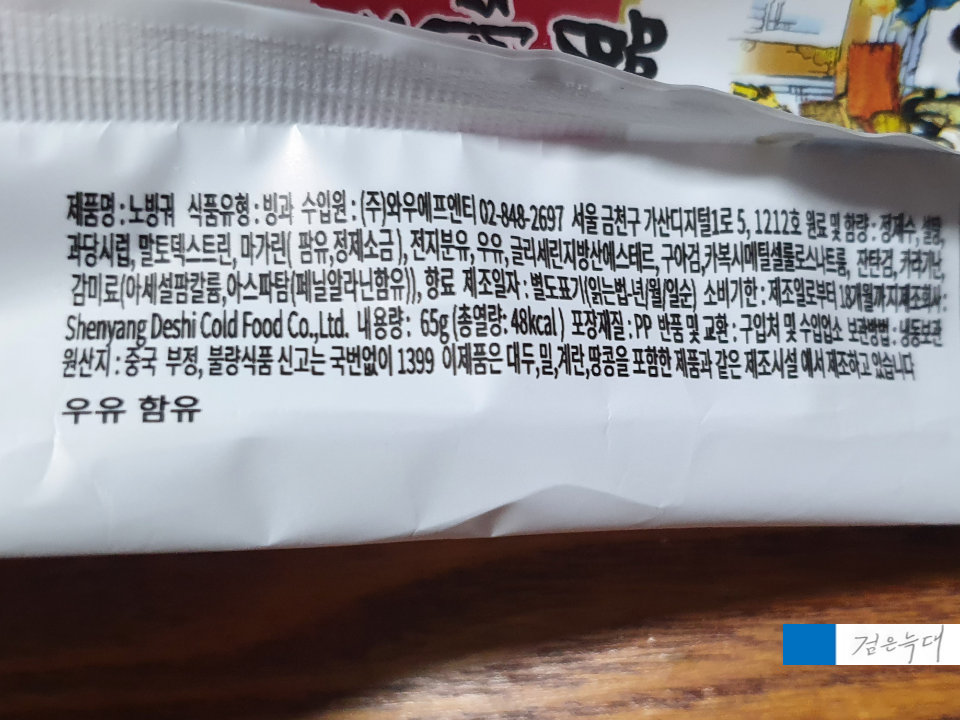 제품명 : 노빙귀 식품유형 : 빙과 수입원 : (주)와우에프엔티 02-848-2697 서울 금천구 가산디지털1로 5, 1212호 원료 및 함량 : 정제수, 설탕,
과당시럽, 말토덱스트린, 마가린( 팜유,정제소금), 전지분유, 우유, 글리세린지방산에스테르, 구아검,카복시메틸셀룰로스나트륨, 잔탄검, 카라기난,
감미료(아세설팜칼륨,아스파탐(페닐알라닌함유)), 향료 제조일자 : 별도표기(읽는법-년/월/일순) 소비기한 : 제조일로부터 18개월까지 제조회사 :
Shenyang Deshi Cold Food Co.,Ltd. 내용량 : 65g (총열량: 48kcal ) 포장재질 : PP 반품 및 교환 : 구입처 및 수입업소 보관방법 : 냉동보관
원산지 : 중국 부정, 불량식품 신고는 국번없이 1399 이제품은 대두,밀,계란,땅콩을 포함한 제품과 같은 제조시설 에서 제조하고 있습니다
우유 함유
검은늑대